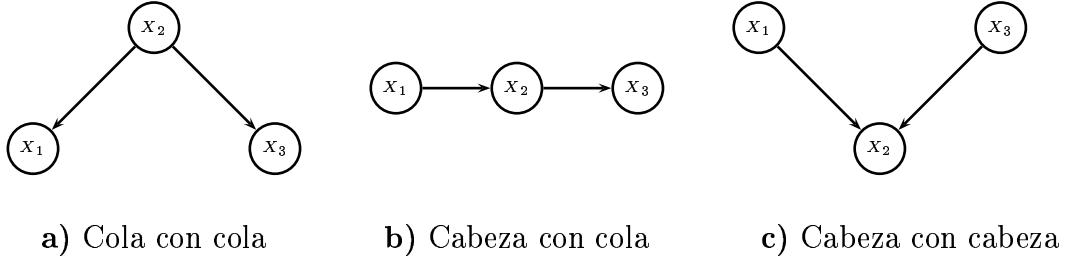 X2
X1
X3
a) Cola con cola
X1
X2
X3
b) Cabeza con cola
X1
X3
X2
c) Cabeza con cabeza